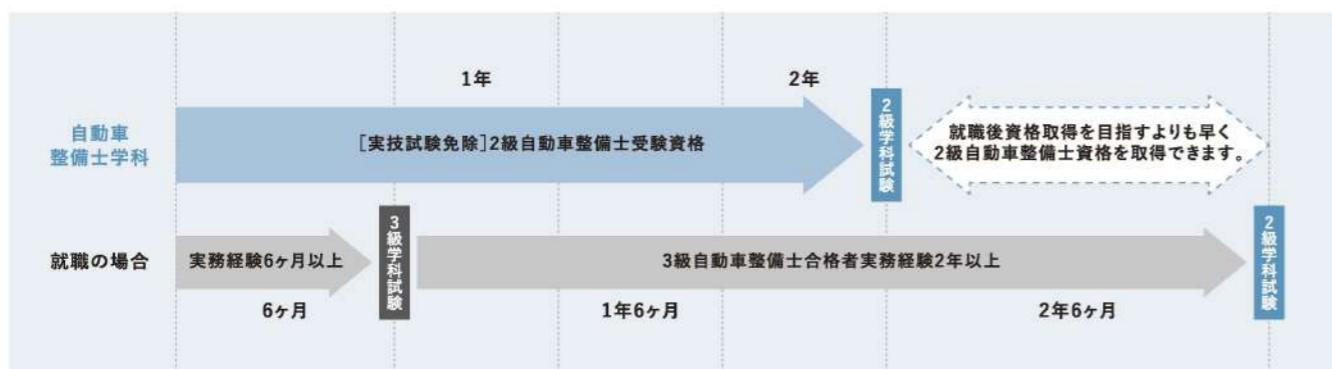 1年
2年
自動車
整備士学科
［実技試験免除］2級自動車整備士受験資格
2級学科試験
就職後資格取得を目指すよりも早く
2級自動車整備士資格を取得できます。
就職の場合
実務経験6ヶ月以上
3級学科試験
3級自動車整備士合格者実務経験2年以上
2級学科試験
6ヶ月
1年6ヶ月
2年6ヶ月